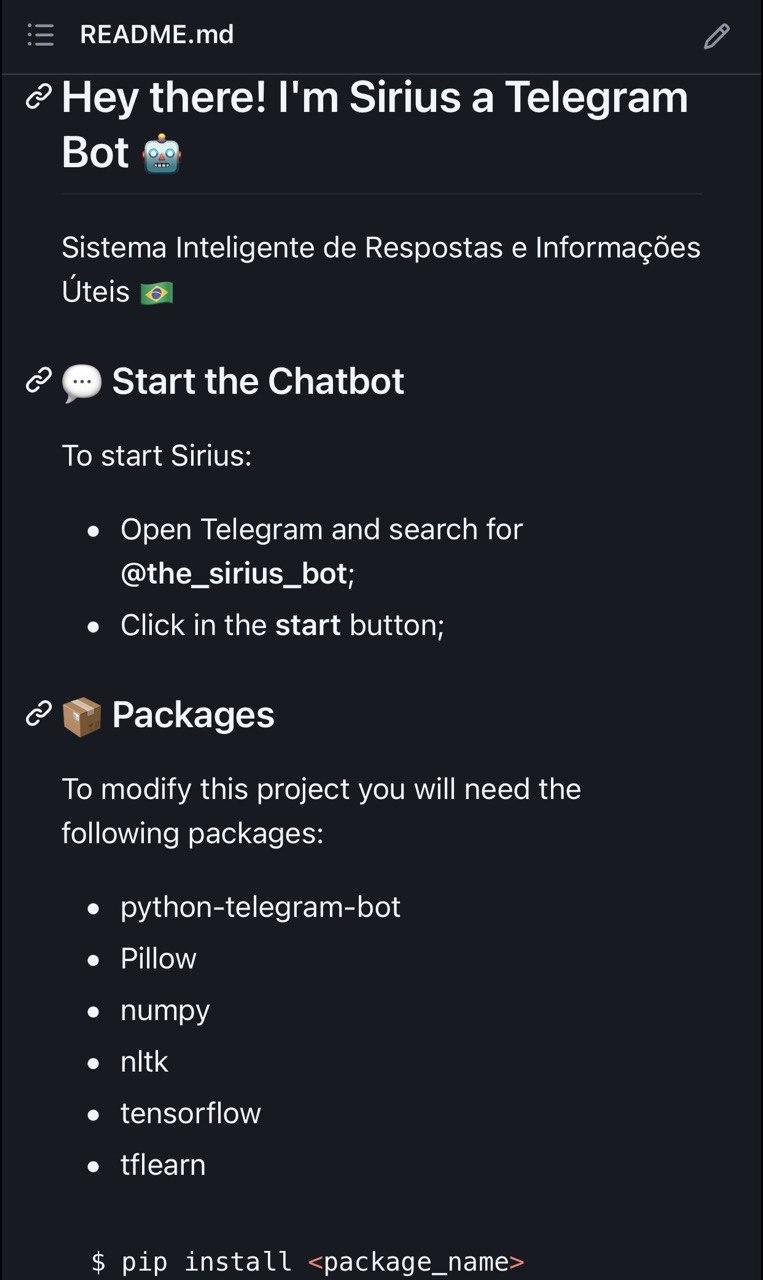 README.md
Hey there! I'm Sirius a Telegram
Bot 🤖
Sistema Inteligente de Respostas e Informações
Úteis 🇧🇷
💬 Start the Chatbot
To start Sirius:
• Open Telegram and search for
@the_sirius_bot;
• Click in the start button;
📦 Packages
To modify this project you will need the
following packages:
• python-telegram-bot
• Pillow
• numpy
• nltk
• tensorflow
• tflearn
$ pip install <package_name>